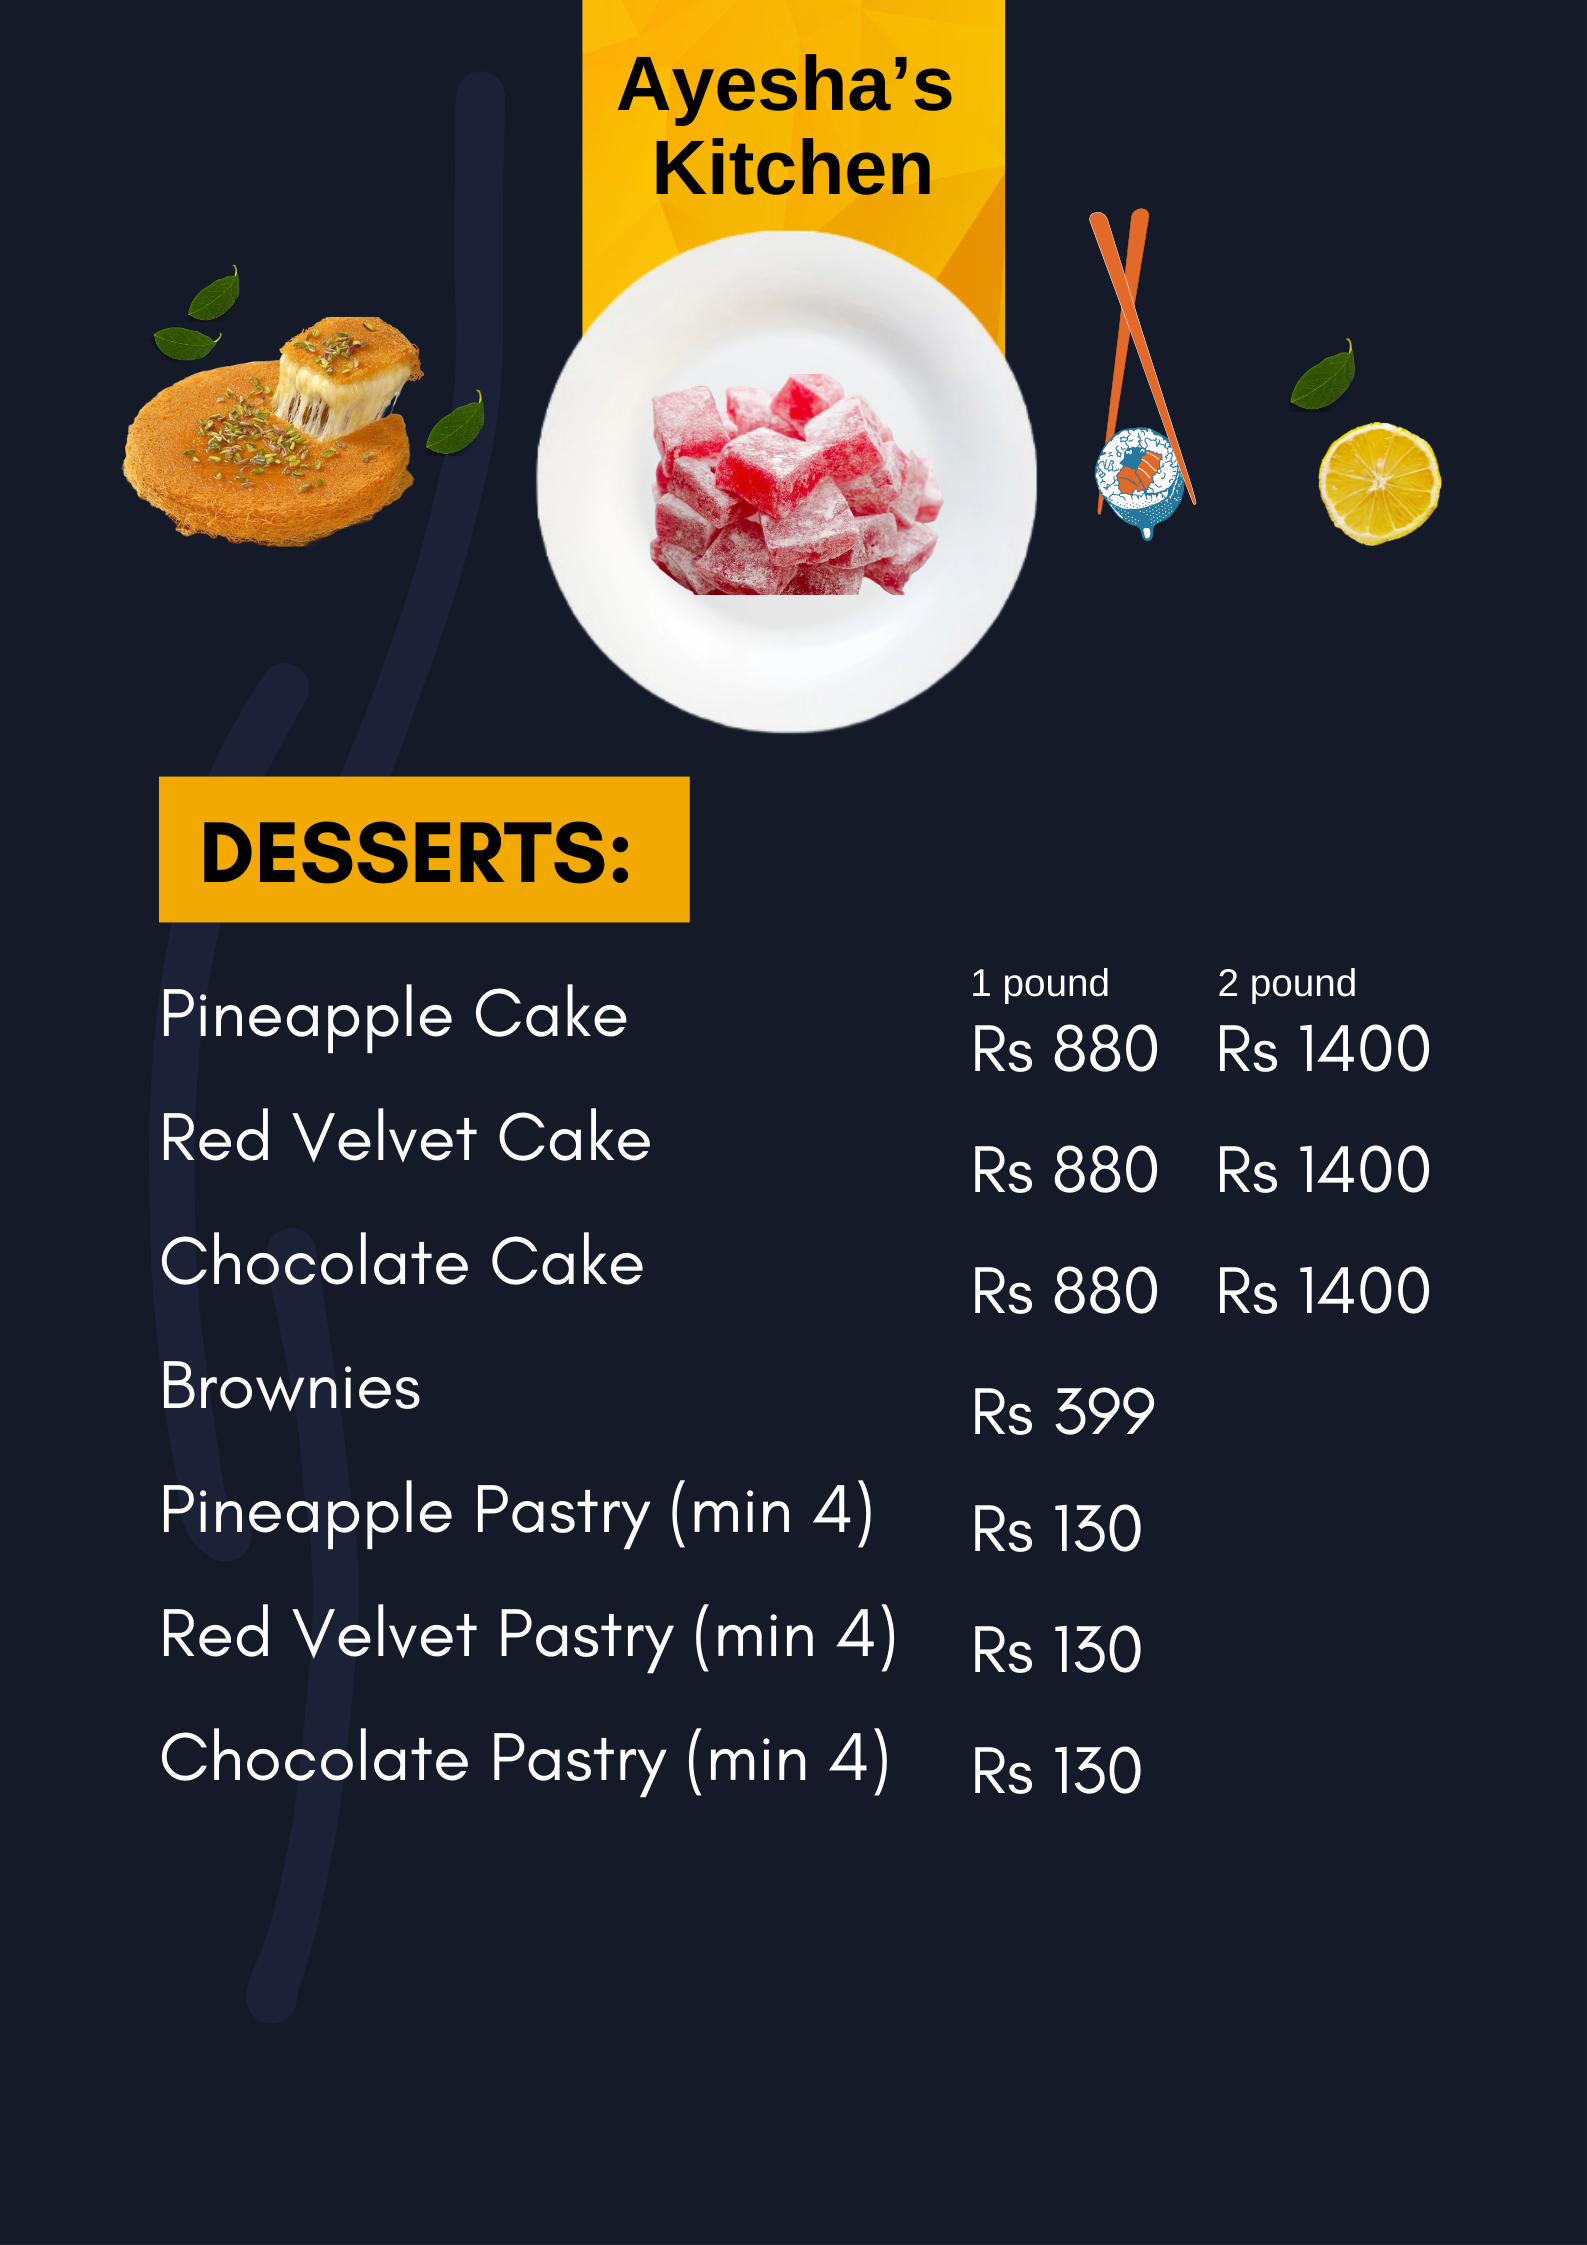 Ayesha’s
Kitchen
DESSERTS:
1 pound 2 pound
Pineapple Cake Rs 880 Rs 1400
Red Velvet Cake Rs 880 Rs 1400
Chocolate Cake Rs 880 Rs 1400
Brownies Rs 399
Pineapple Pastry (min 4) Rs 130
Red Velvet Pastry (min 4) Rs 130
Chocolate Pastry (min 4) Rs 130